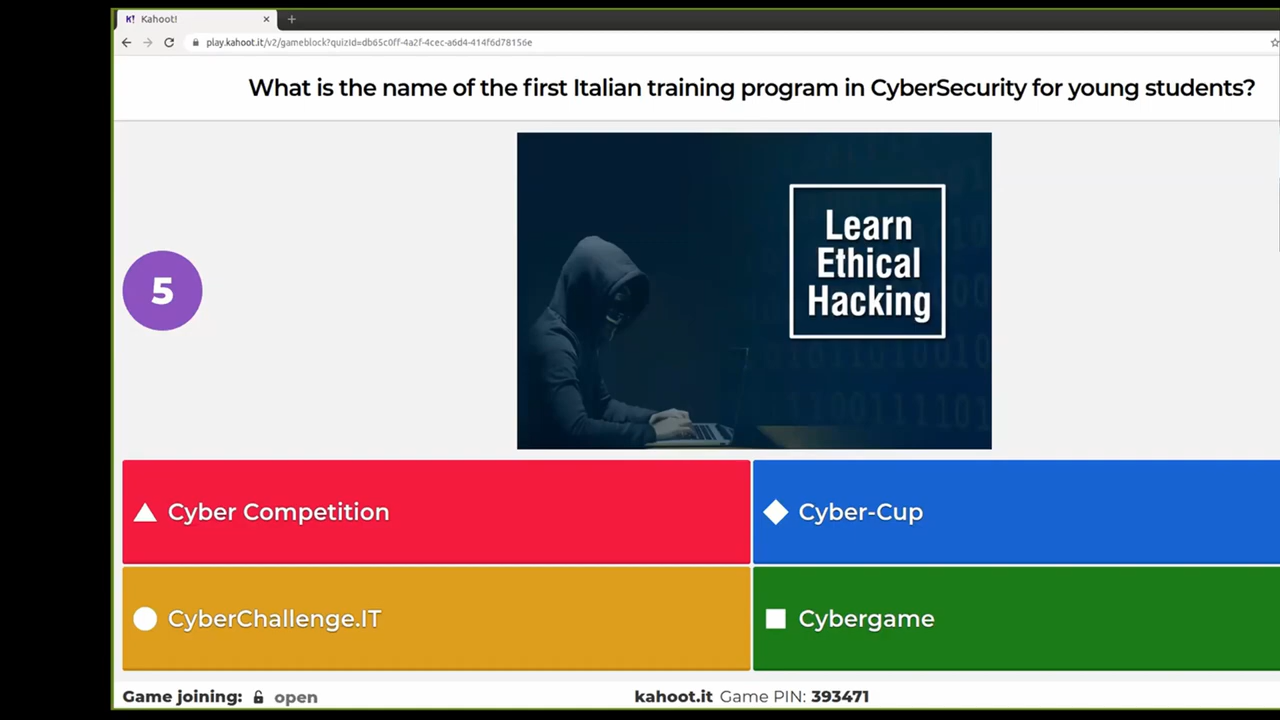 K! Kahoot!
play.kahoot.it/v2/gameblock?quizId=db65c0ff-4a2f-4cec-a6d4-414f6d78156e
What is the name of the first Italian training program in CyberSecurity for young students?
Learn
Ethical
Hacking
5
Cyber Competition
Cyber-Cup
CyberChallenge.IT
Cybergame
Game joining: open
kahoot.it Game PIN: 393471